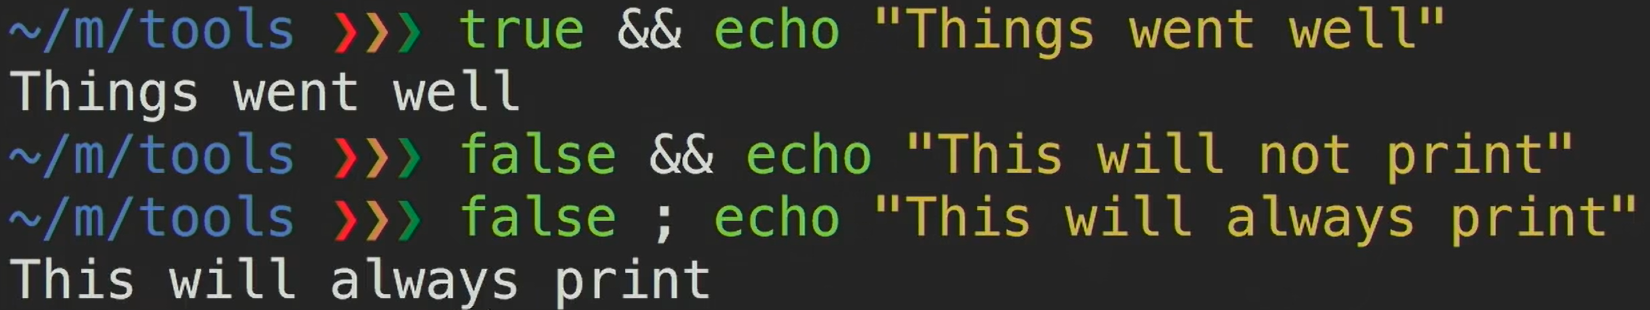 ~/m/tools ❯❯❯ true && echo "Things went well"
Things went well
~/m/tools ❯❯❯ false && echo "This will not print"
~/m/tools ❯❯❯ false ; echo "This will always print"
This will always print